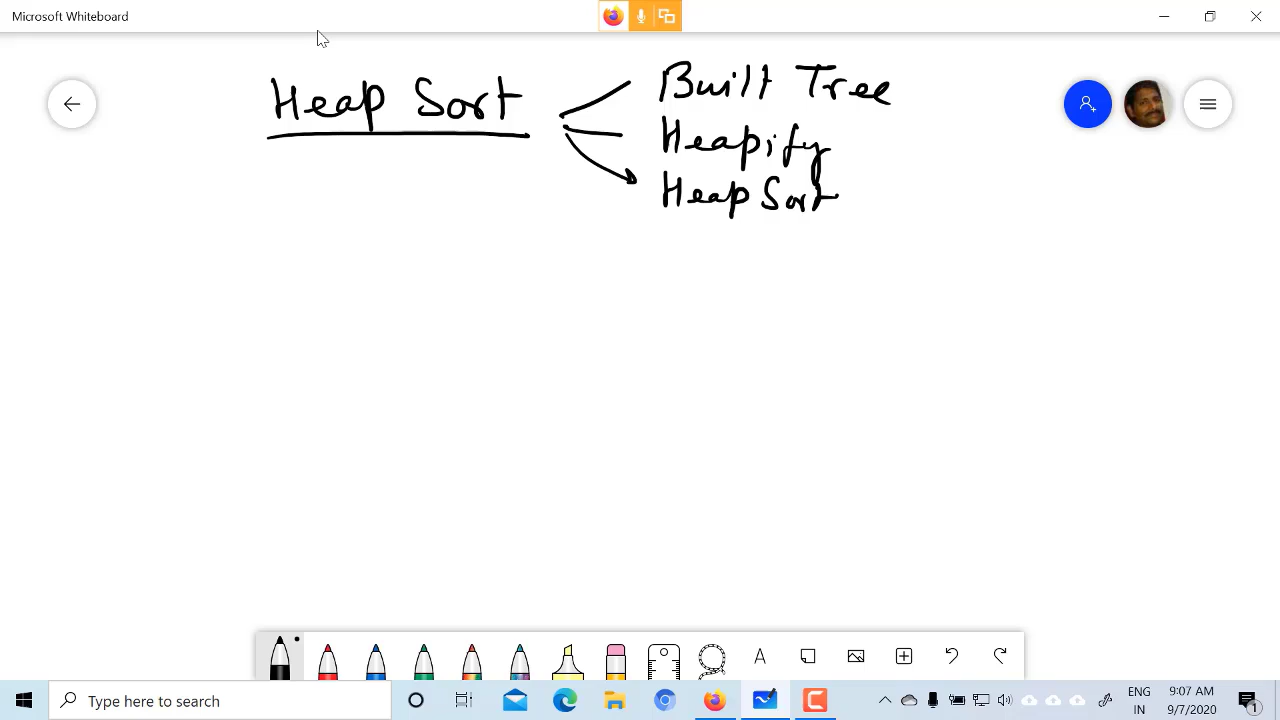 Microsoft Whiteboard
Heap Sort
Built Tree
Heapify
Heap Sort
A
Type here to search
ENG
IN
9:07 AM
9/7/2020
1